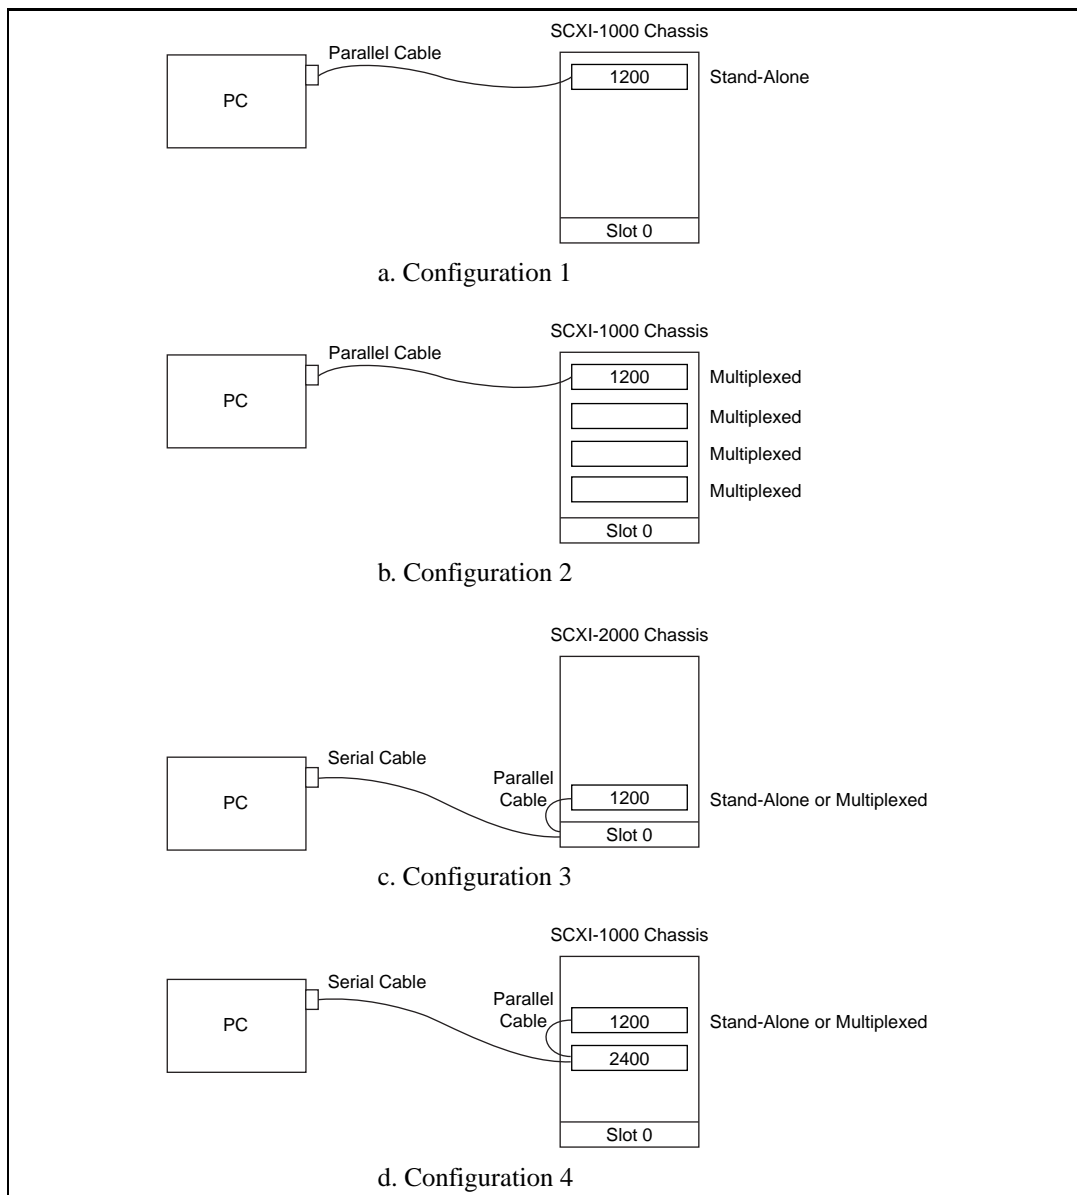 SCXI-1000 Chassis
Parallel Cable
PC
1200
Stand-Alone
Slot 0
a. Configuration 1
SCXI-1000 Chassis
Parallel Cable
PC
1200
Multiplexed
Multiplexed
Multiplexed
Multiplexed
Slot 0
b. Configuration 2
SCXI-2000 Chassis
Serial Cable
PC
Parallel
Cable
1200
Stand-Alone or Multiplexed
Slot 0
c. Configuration 3
SCXI-1000 Chassis
Serial Cable
PC
Parallel
Cable
1200
Stand-Alone or Multiplexed
2400
Slot 0
d. Configuration 4